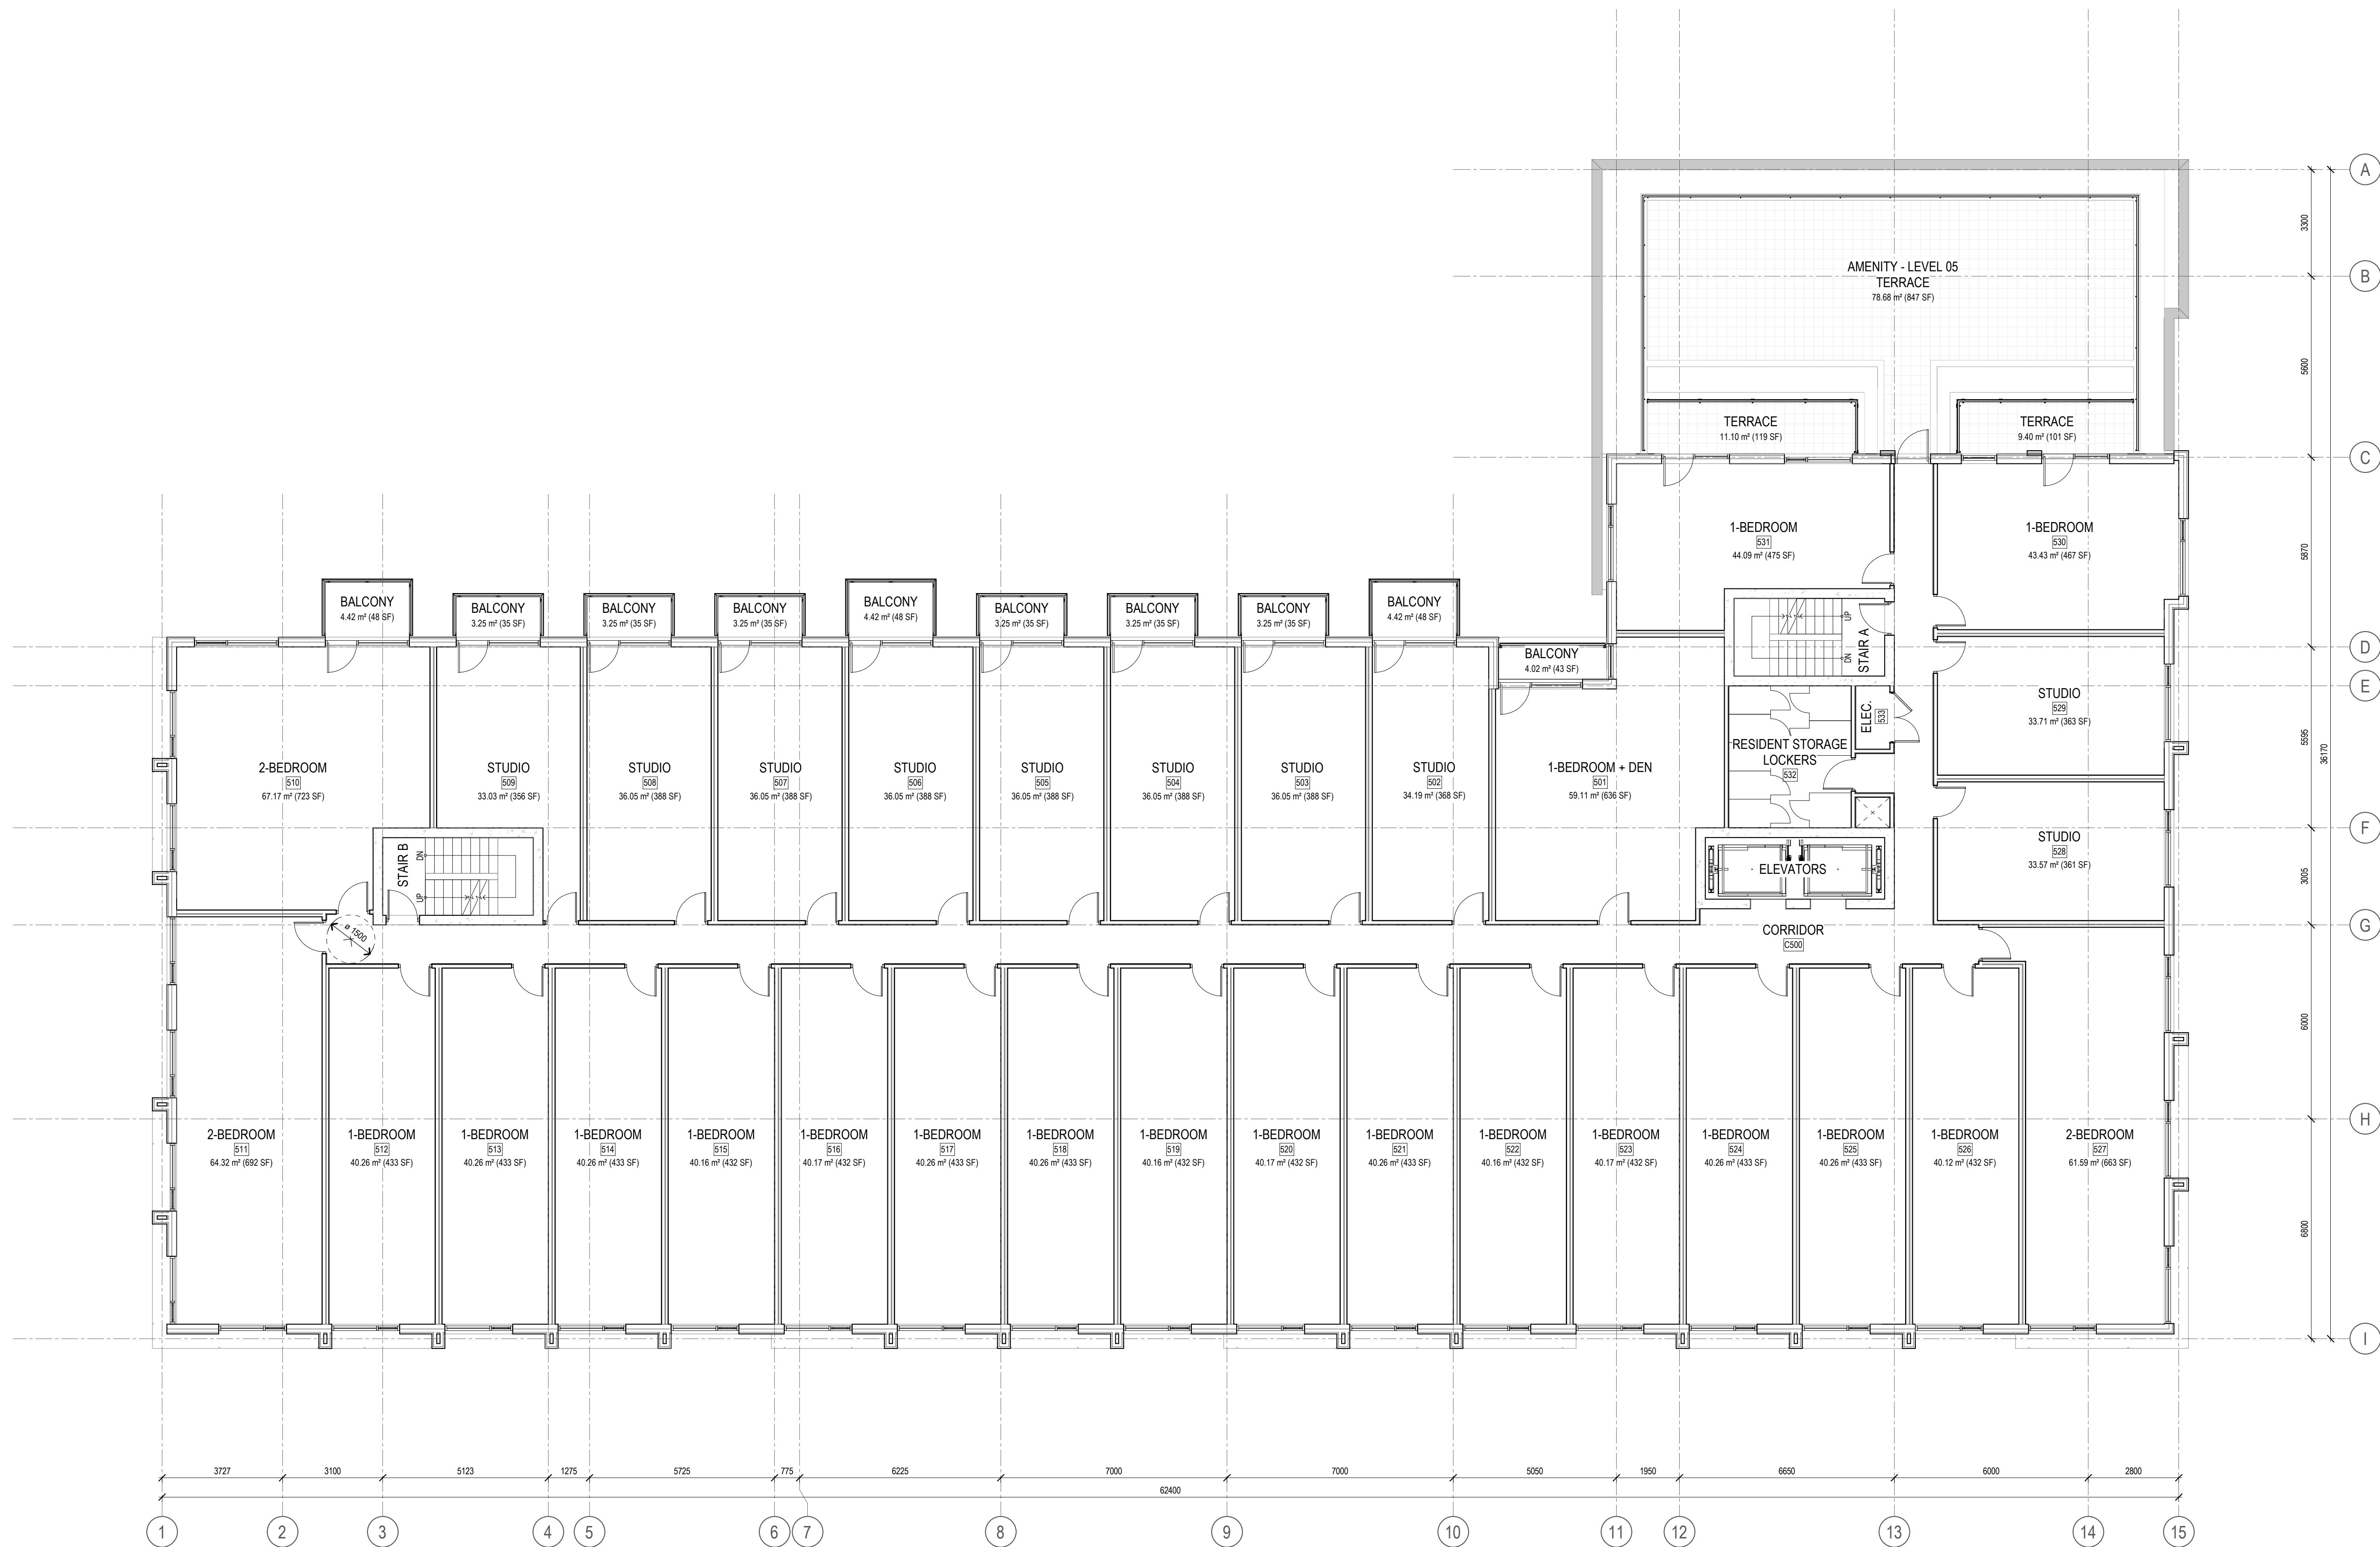 A
3300
AMENITY - LEVEL 05
TERRACE
78.68 m² (847 SF)
B
5600
TERRACE
11.10 m² (119 SF)
TERRACE
9.40 m² (101 SF)
C
5870
36170
1-BEDROOM
531
44.09 m² (475 SF)
1-BEDROOM
530
43.43 m² (467 SF)
BALCONY
4.42 m² (48 SF)
BALCONY
3.25 m² (35 SF)
BALCONY
3.25 m² (35 SF)
BALCONY
3.25 m² (35 SF)
BALCONY
4.42 m² (48 SF)
BALCONY
3.25 m² (35 SF)
BALCONY
3.25 m² (35 SF)
BALCONY
3.25 m² (35 SF)
BALCONY
4.42 m² (48 SF)
BALCONY
4.02 m² (43 SF)
UP
DN
STAIR A
D
E
5595
2-BEDROOM
510
67.17 m² (723 SF)
STUDIO
509
33.03 m² (356 SF)
STUDIO
508
36.05 m² (388 SF)
STUDIO
507
36.05 m² (388 SF)
STUDIO
506
36.05 m² (388 SF)
STUDIO
505
36.05 m² (388 SF)
STUDIO
504
36.05 m² (388 SF)
STUDIO
503
36.05 m² (388 SF)
STUDIO
502
34.19 m² (368 SF)
1-BEDROOM + DEN
501
59.11 m² (636 SF)
RESIDENT STORAGE
LOCKERS
532
ELEC.
533
STUDIO
529
33.71 m² (363 SF)
STUDIO
528
33.57 m² (361 SF)
F
3005
STAIR B
DN
UP
ELEVATORS
G
ø 1500
CORRIDOR
C500
6000
H
2-BEDROOM
511
64.32 m² (692 SF)
1-BEDROOM
512
40.26 m² (433 SF)
1-BEDROOM
513
40.26 m² (433 SF)
1-BEDROOM
514
40.26 m² (433 SF)
1-BEDROOM
515
40.16 m² (432 SF)
1-BEDROOM
516
40.17 m² (432 SF)
1-BEDROOM
517
40.26 m² (433 SF)
1-BEDROOM
518
40.26 m² (433 SF)
1-BEDROOM
519
40.16 m² (432 SF)
1-BEDROOM
520
40.17 m² (432 SF)
1-BEDROOM
521
40.26 m² (433 SF)
1-BEDROOM
522
40.16 m² (432 SF)
1-BEDROOM
523
40.17 m² (432 SF)
1-BEDROOM
524
40.26 m² (433 SF)
1-BEDROOM
525
40.26 m² (433 SF)
1-BEDROOM
526
40.12 m² (432 SF)
2-BEDROOM
527
61.59 m² (663 SF)
6800
I
3727 3100 5123 1275 5725 775 6225 7000 7000 5050 1950 6650 6000 2800
62400
1 2 3 4 5 6 7 8 9 10 11 12 13 14 15